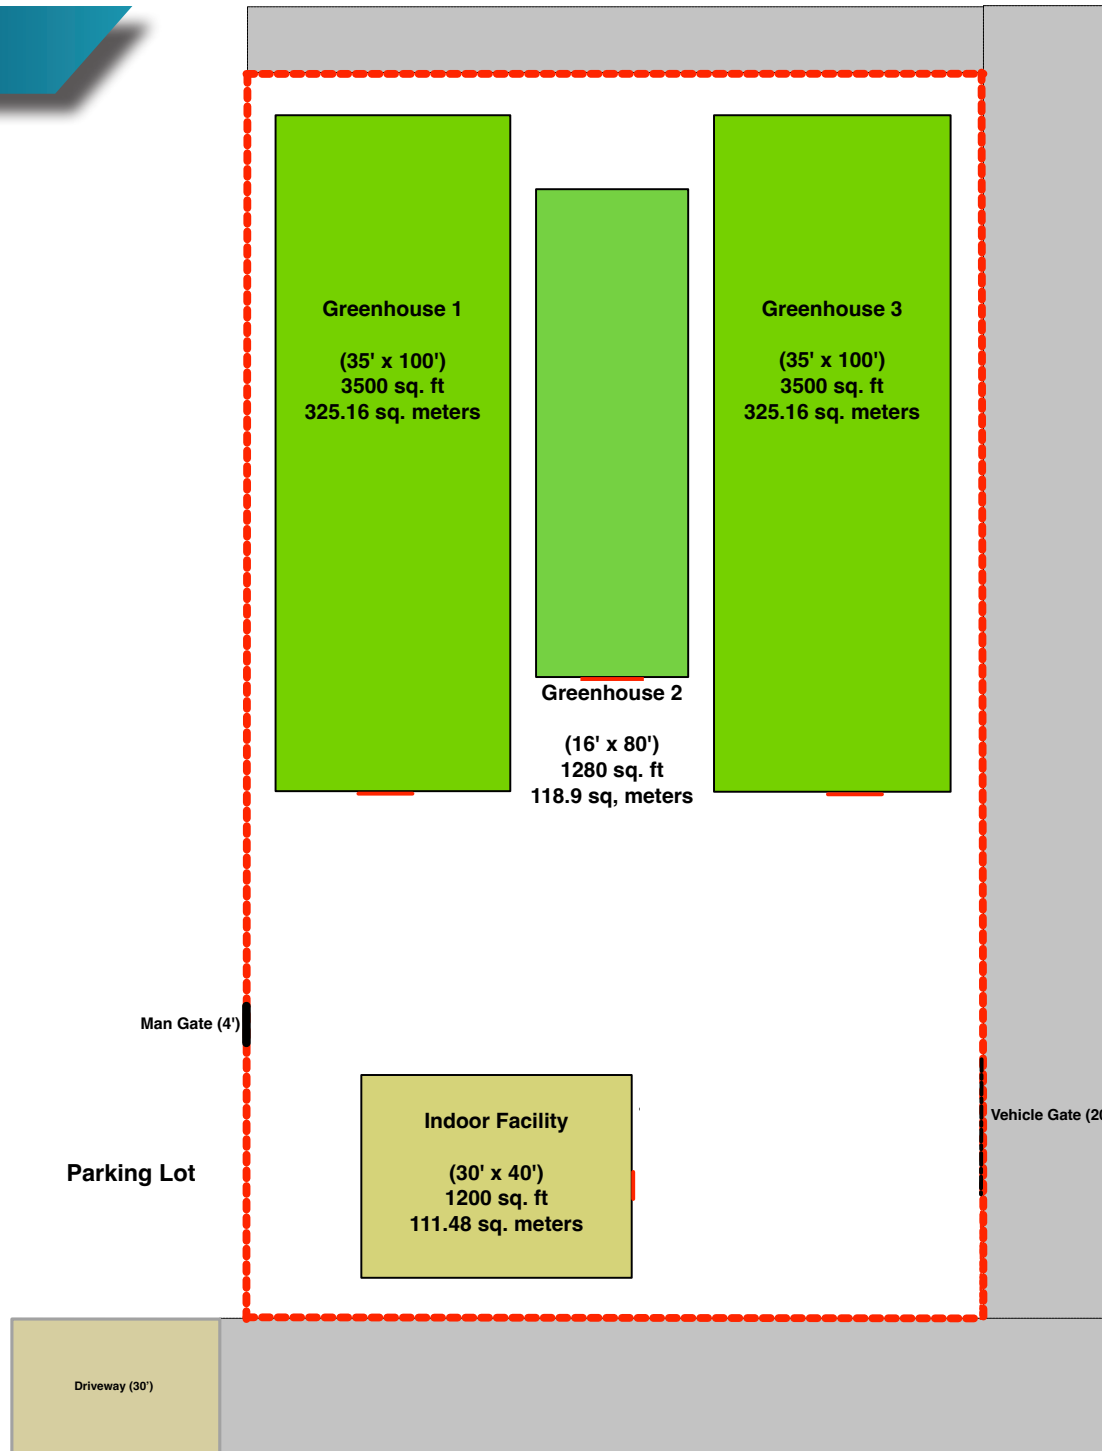 Greenhouse 1
(35' x 100')
3500 sq. ft
325.16 sq. meters
Greenhouse 3
(35' x 100')
3500 sq. ft
325.16 sq. meters
Greenhouse 2
(16' x 80')
1280 sq. ft
118.9 sq, meters
Man Gate (4')
Vehicle Gate (20
Indoor Facility
(30' x 40')
1200 sq. ft
111.48 sq. meters
Parking Lot
Driveway (30')